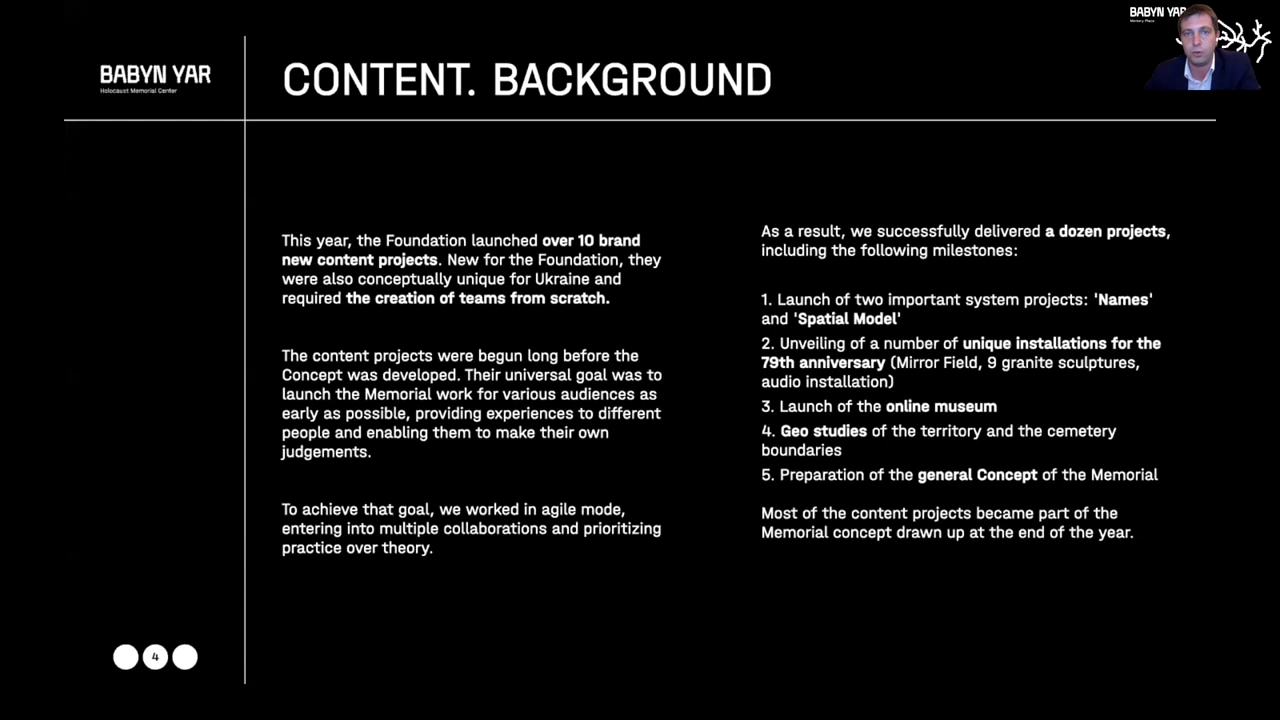 BABYN YAR
Holocaust Memorial Center
CONTENT. BACKGROUND
BABYN YAR
Memory Place
This year, the Foundation launched over 10 brand
new content projects. New for the Foundation, they
were also conceptually unique for Ukraine and
required the creation of teams from scratch.
The content projects were begun long before the
Concept was developed. Their universal goal was to
launch the Memorial work for various audiences as
early as possible, providing experiences to different
people and enabling them to make their own
judgements.
To achieve that goal, we worked in agile mode,
entering into multiple collaborations and prioritizing
practice over theory.
As a result, we successfully delivered a dozen projects,
including the following milestones:
1. Launch of two important system projects: 'Names'
and 'Spatial Model'
2. Unveiling of a number of unique installations for the
79th anniversary (Mirror Field, 9 granite sculptures,
audio installation)
3. Launch of the online museum
4. Geo studies of the territory and the cemetery
boundaries
5. Preparation of the general Concept of the Memorial
Most of the content projects became part of the
Memorial concept drawn up at the end of the year.
4